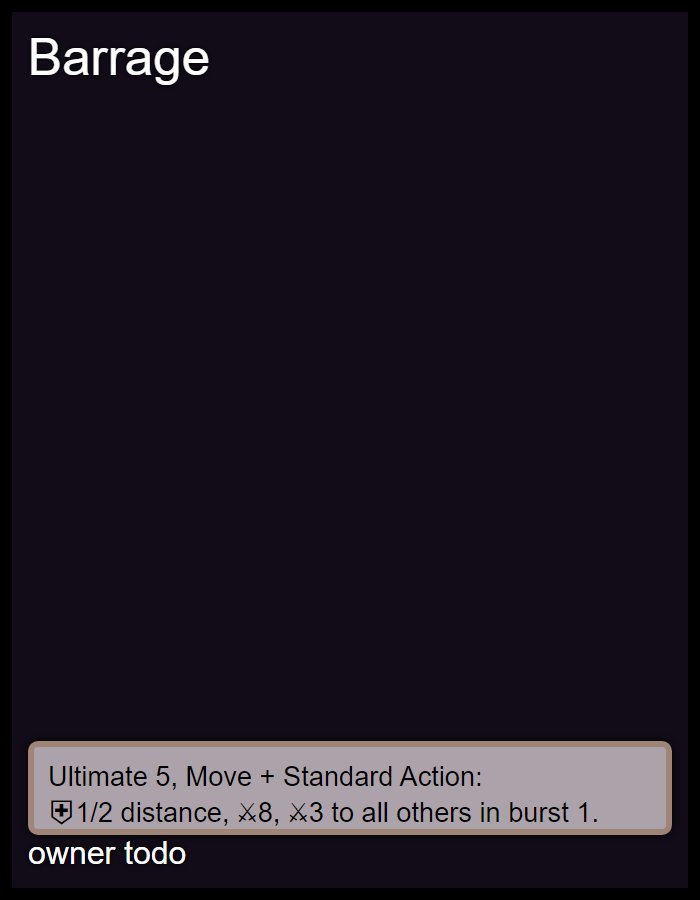 Barrage
Ultimate 5, Move + Standard Action:
⛨1/2 distance, ⚔8, ⚔3 to all others in burst 1.
owner todo